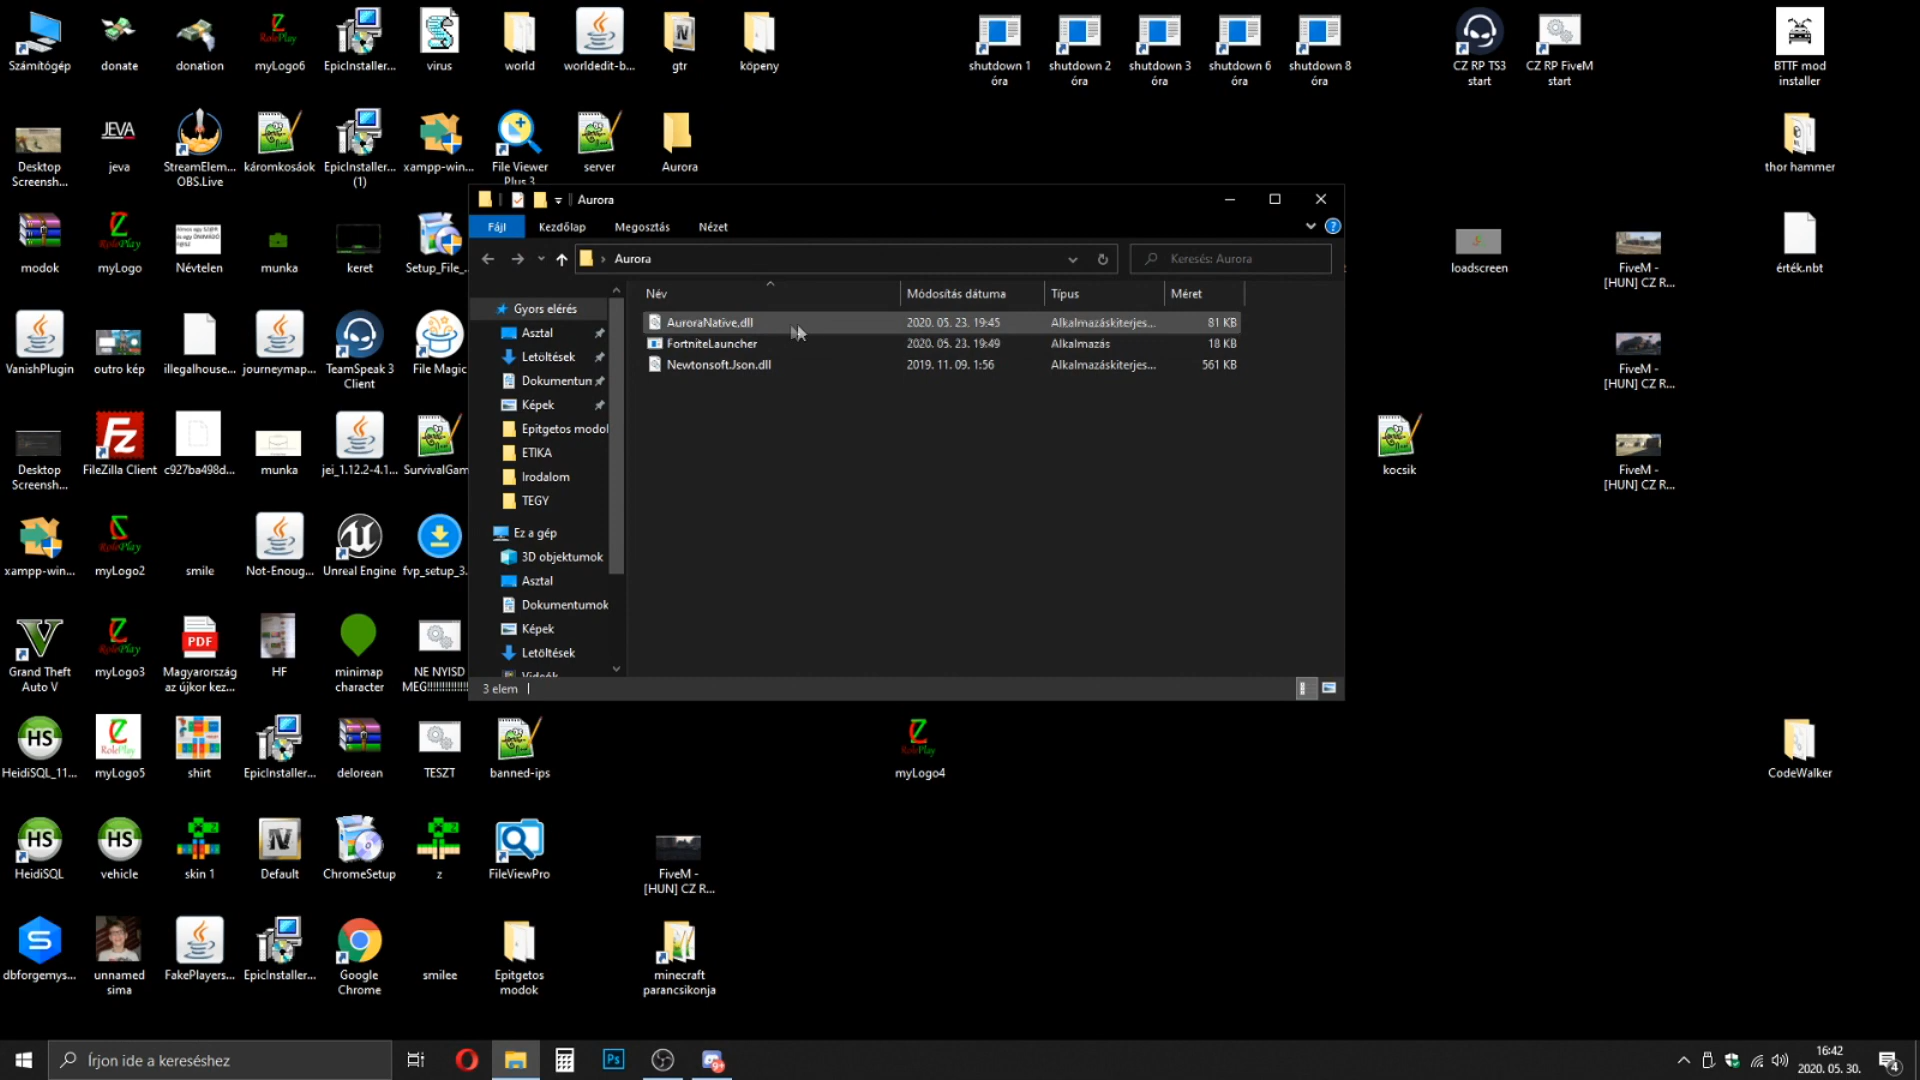 Számítógép
donate
donation
myLogo6
EpicInstaller...
virus
world
worldedit-b...
gtr
köpeny
shutdown 1
óra
shutdown 2
óra
shutdown 3
óra
shutdown 6
óra
shutdown 8
óra
CZ RP TS3
start
CZ RP FiveM
start
BTTF mod
installer
Desktop
Screensh...
JEVA
jeva
StreamElem...
OBS.Live
káromkosáok
EpicInstaller...
(1)
xampp-win...
File Viewer
Plus 3
server
Aurora
thor hammer
modok
myLogo
Névtelen
munka
keret
Setup_File_...
loadscreen
FiveM -
[HUN] CZ R...
érték.nbt
VanishPlugin
outro kép
illegalhouse...
journeymap...
TeamSpeak 3
Client
File Magic
FiveM -
[HUN] CZ R...
Desktop
Screensh...
FileZilla Client
c927ba498d...
munka
jei_1.12.2-4.1...
SurvivalGam
kocsik
FiveM -
[HUN] CZ R...
xampp-win...
myLogo2
smile
Not-Enoug...
Unreal Engine
fvp_setup_3.
Grand Theft
Auto V
myLogo3
PDF
Magyarország
az újkor kez...
HF
minimap
character
NE NYISD
MEG!!!!!!!!!!!!!
HeidiSQL_11...
myLogo5
shirt
EpicInstaller...
delorean
TESZT
banned-ips
myLogo4
CodeWalker
HeidiSQL
vehicle
skin 1
Default
ChromeSetup
z
FileViewPro
FiveM -
[HUN] CZ R...
dbforgemys...
unnamed
sima
FakePlayers...
EpicInstaller...
Google
Chrome
smilee
Epitgetos
modok
minecraft
parancsikonja
Aurora
Fájl
Kezdőlap
Megosztás
Nézet
Aurora
Keresés: Aurora
Név
Módosítás dátuma
Típus
Méret
AuroraNative.dll
2020. 05. 23. 19:45
Alkalmazáskiterjes...
81 KB
FortniteLauncher
2020. 05. 23. 19:49
Alkalmazás
18 KB
Newtonsoft.Json.dll
2019. 11. 09. 1:56
Alkalmazáskiterjes...
561 KB
Gyors elérés
Asztal
Letöltések
Dokumentun
Képek
Epitgetos modol
ETIKA
Irodalom
TEGY
Ez a gép
3D objektumok
Asztal
Dokumentumok
Képek
Letöltések
Videók
3 elem
Írjon ide a kereséshez
Ps
9+
16:42
2020. 05. 30.
4